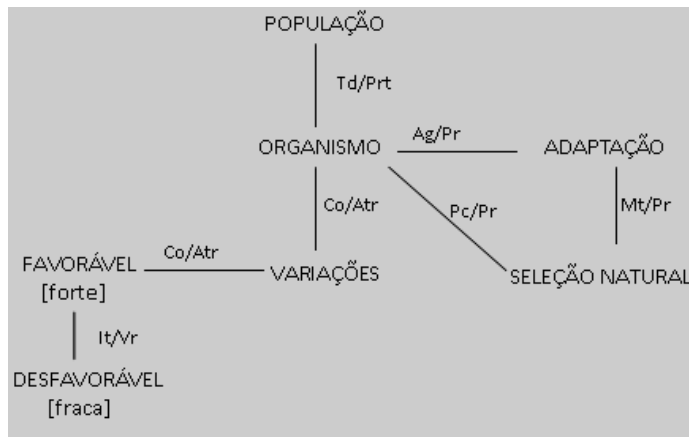 POPULAÇÃO
Td/Prt
ORGANISMO
Ag/Pr
ADAPTAÇÃO
Co/Atr
Pc/Pr
Mt/Pr
FAVORÁVEL
[forte]
Co/Atr
VARIAÇÕES
SELEÇÃO NATURAL
It/Vr
DESFAVORÁVEL
[fraca]